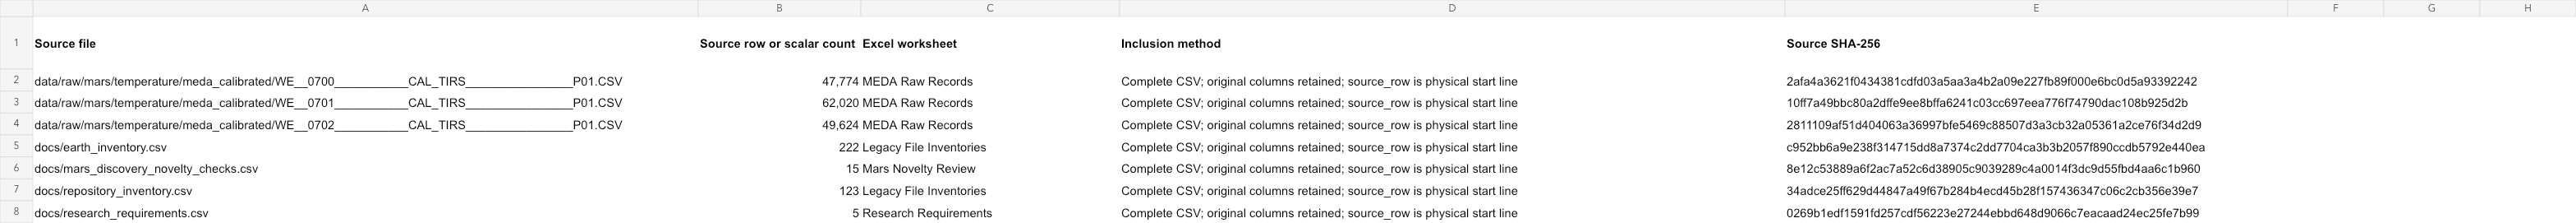 A B C D E F G H
1 Source file Source row or scalar count Excel worksheet Inclusion method Source SHA-256
2 data/raw/mars/temperature/meda_calibrated/WE__0700___________CAL_TIRS________________P01.CSV 47,774 MEDA Raw Records Complete CSV; original columns retained; source_row is physical start line 2afa4a3621f0434381cdfd03a5aa3a4b2a09e227fb89f000e6bc0d5a93392242
3 data/raw/mars/temperature/meda_calibrated/WE__0701___________CAL_TIRS________________P01.CSV 62,020 MEDA Raw Records Complete CSV; original columns retained; source_row is physical start line 10ff7a49bbc80a2dffe9ee8bffa6241c03cc697eea776f74790dac108b925d2b
4 data/raw/mars/temperature/meda_calibrated/WE__0702___________CAL_TIRS________________P01.CSV 49,624 MEDA Raw Records Complete CSV; original columns retained; source_row is physical start line 2811109af51d404063a36997bfe5469c88507d3a3cb32a05361a2ce76f34d2d9
5 docs/earth_inventory.csv 222 Legacy File Inventories Complete CSV; original columns retained; source_row is physical start line c952bb6a9e238f314715dd8a7374c2dd7704ca3b3b2057f890ccdb5792e440ea
6 docs/mars_discovery_novelty_checks.csv 15 Mars Novelty Review Complete CSV; original columns retained; source_row is physical start line 8e12c53889a6f2ac7a52c6d38905c9039289c4a0014f3dc9d55fbd4aa6c1b960
7 docs/repository_inventory.csv 123 Legacy File Inventories Complete CSV; original columns retained; source_row is physical start line 34adce25ff629d44847a49f67b284b4ecd45b28f157436347c06c2cb356e39e7
8 docs/research_requirements.csv 5 Research Requirements Complete CSV; original columns retained; source_row is physical start line 0269b1edf1591fd257cdf56223e27244ebbd648d9066c7eacaad24ec25fe7b99